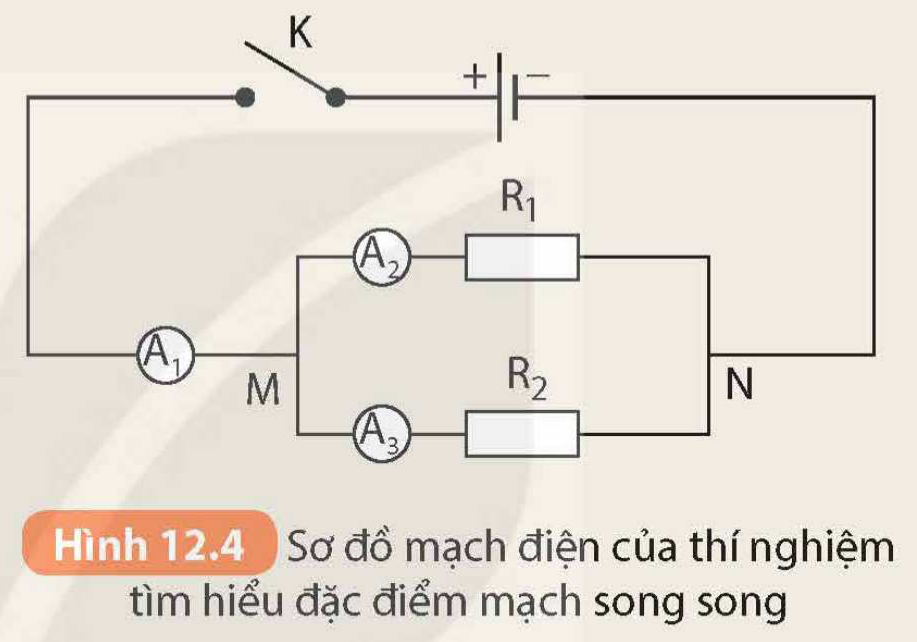 K
+ −
R₁
A₂
A₁
M
R₂
N
A₃
Hình 12.4 Sơ đồ mạch điện của thí nghiệm
tìm hiểu đặc điểm mạch song song